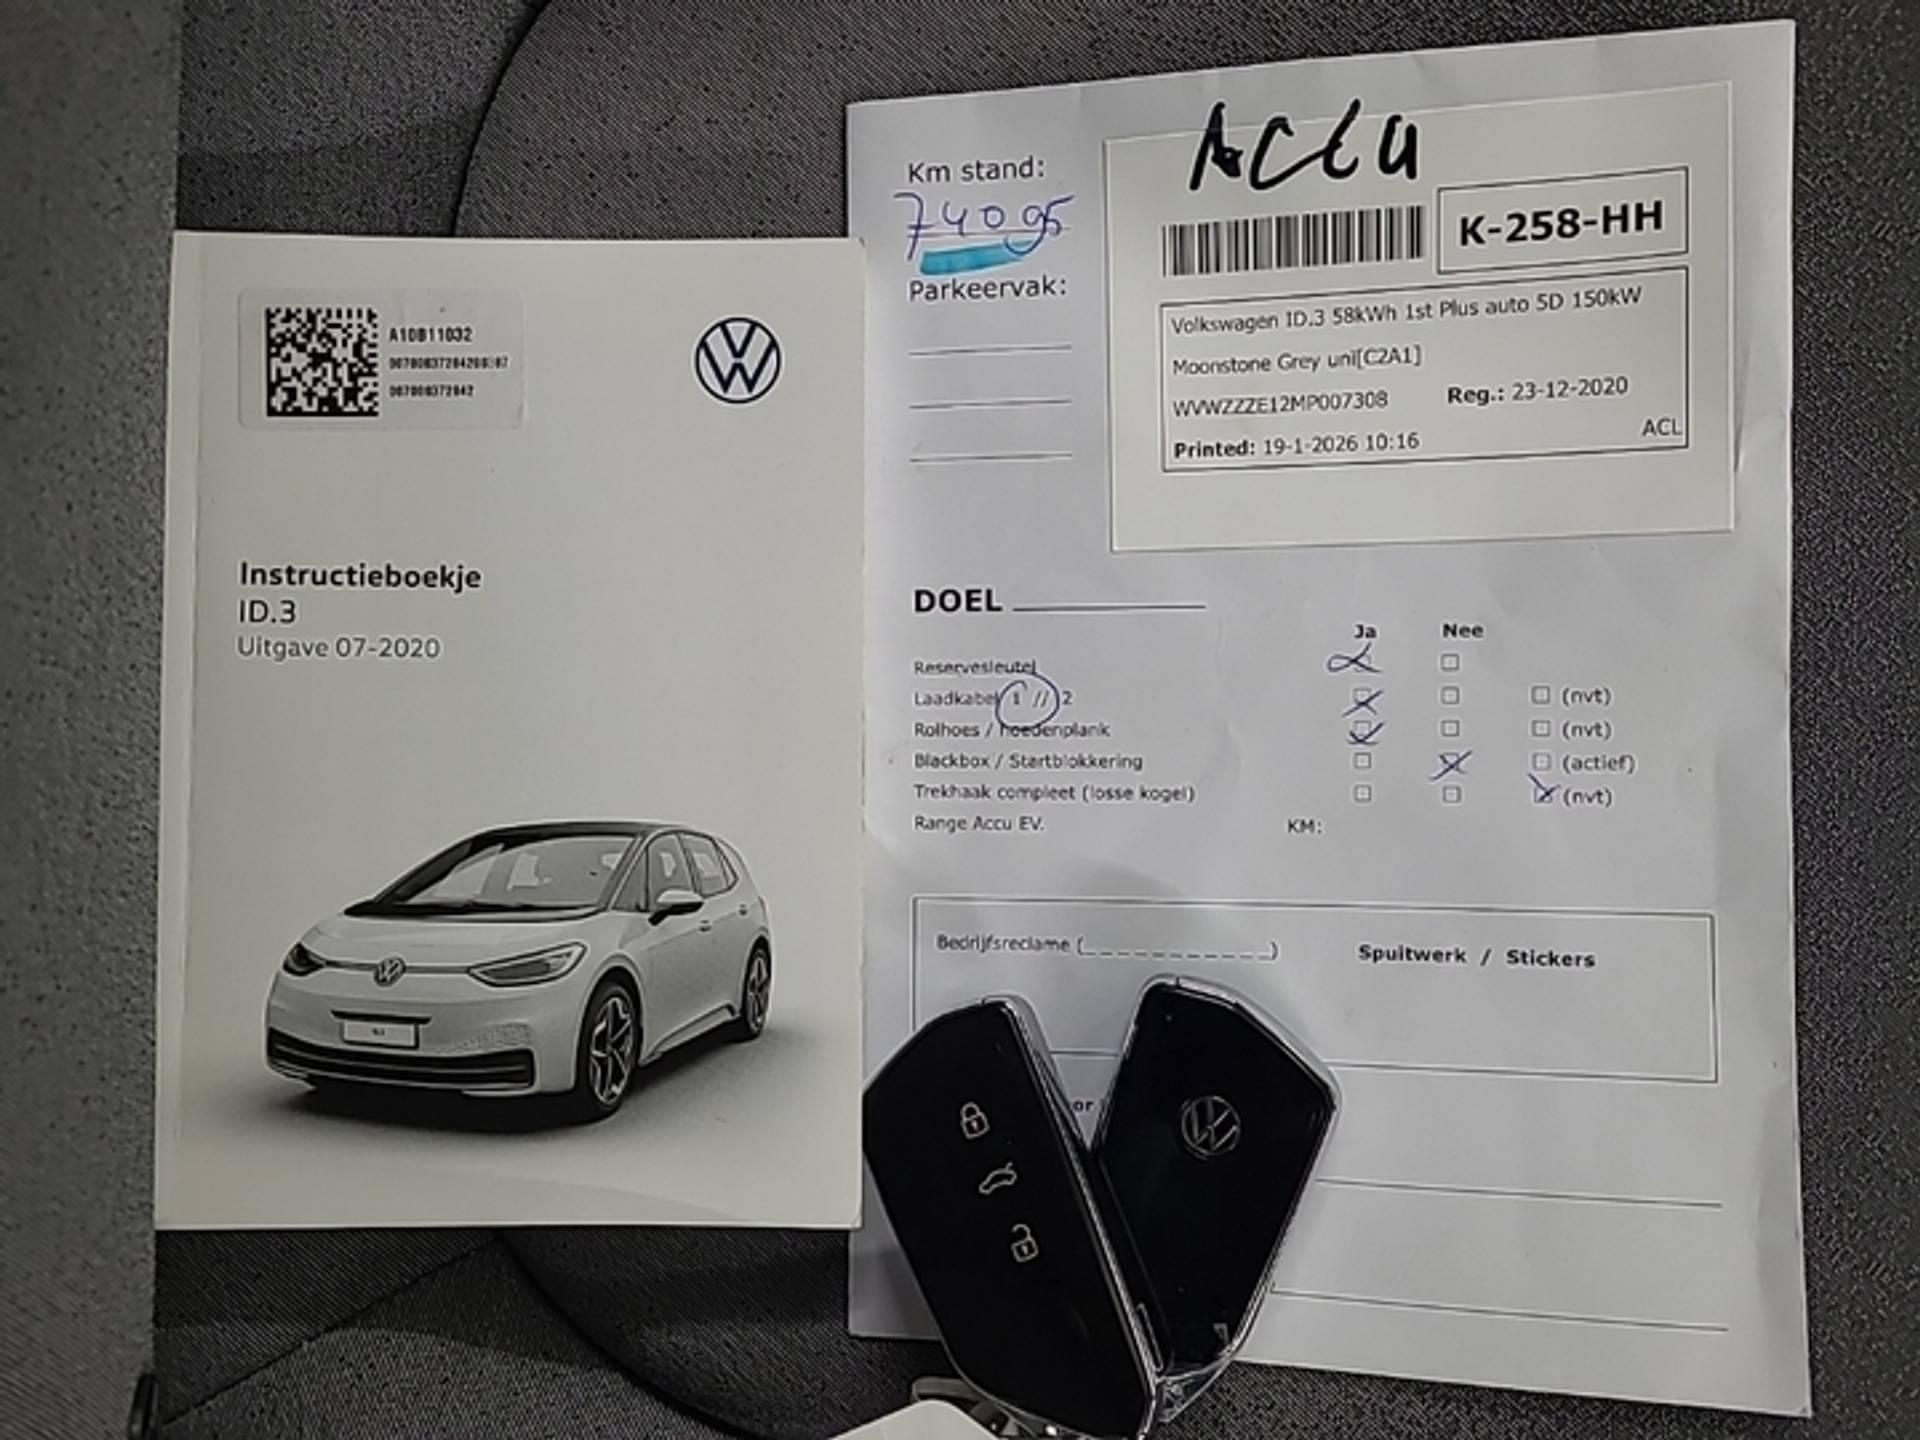 A10B11032
Instructieboekje
ID.3
Uitgave 07-2020
Km stand:
74095
Parkeervak:
ACCU
K-258-HH
Volkswagen ID.3 58kWh 1st Plus auto 5D 150kW
Moonstone Grey uni[C2A1]
WVWZZZE12MP007308 Reg.: 23-12-2020
ACL
Printed: 19-1-2026 10:16
DOEL
Ja Nee
Reservesleutel
Laadkabel 1 // 2 (nvt)
Rolhoes / hoedenplank (nvt)
Blackbox / Startblokkering (actief)
Trekhaak compleet (losse kogel) (nvt)
Range Accu EV. KM:
Bedrijfsreclame ( ) Spuitwerk / Stickers
or